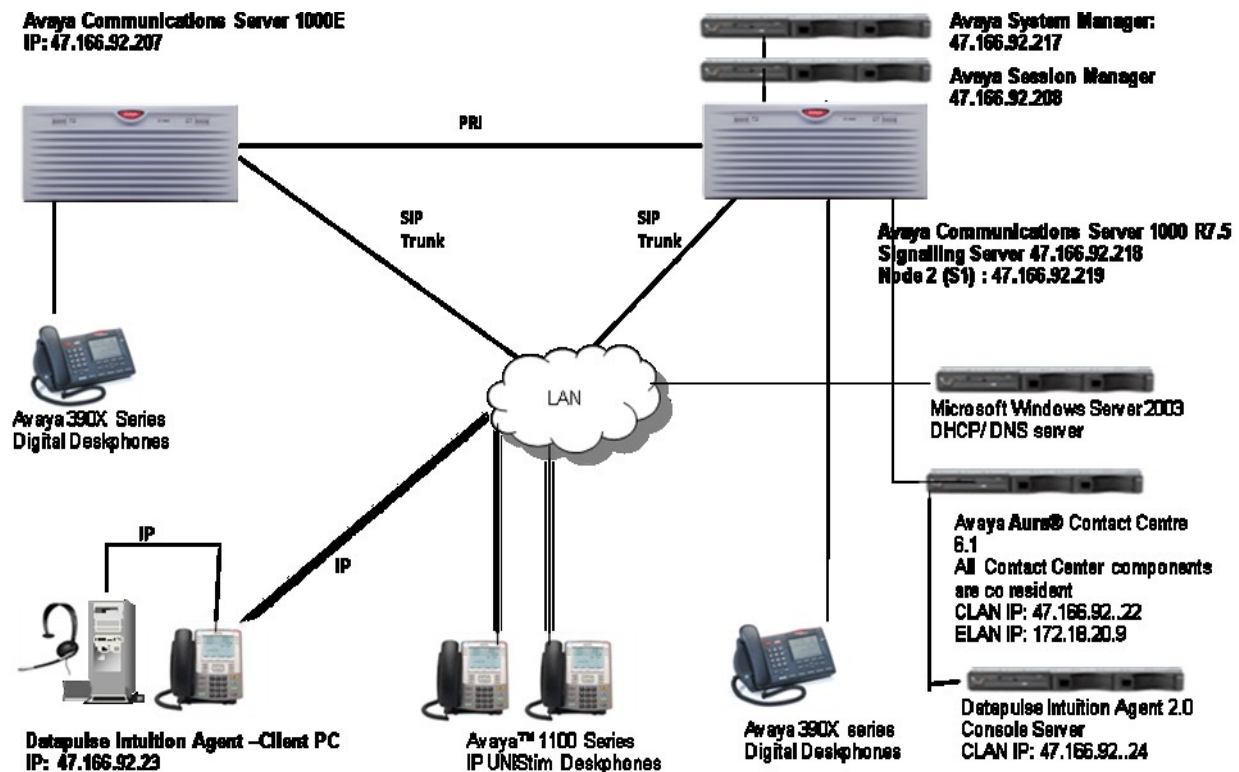 Avaya Communications Server 1000E
IP: 47.166.92.207
Avaya System Manager:
47.166.92.217
Avaya Session Manager
47.166.92.208
PRI
SIP
Trunk
SIP
Trunk
Avaya Communications Server 1000 R7.5
Signalling Server 47.166.92.218
Node 2 (S1) : 47.166.92.219
LAN
Avaya 390X Series
Digital Deskphones
Microsoft Windows Server 2003
DHCP/ DNS server
Avaya Aura® Contact Centre
6.1
All Contact Center components
are co resident
CLAN IP: 47.166.92..22
ELAN IP: 172.18.20.9
IP
IP
Datapulse Intuition Agent –Client PC
IP: 47.166.92.23
Avaya™ 1100 Series
IP UNIStim Deskphones
Avaya 390X series
Digital Deskphones
Datapulse Intuition Agent 2.0
Console Server
CLAN IP: 47.166.92..24